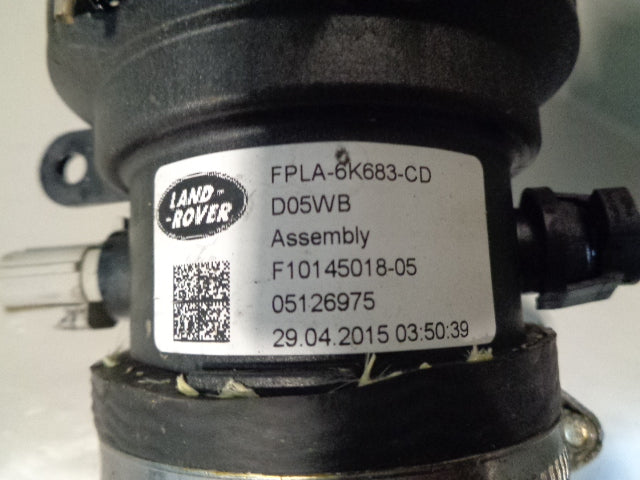 FPLA-6K683-CD
LAND-
-ROVER
D05WB
Assembly
F10145018-05
05126975
29.04.2015 03:50:39